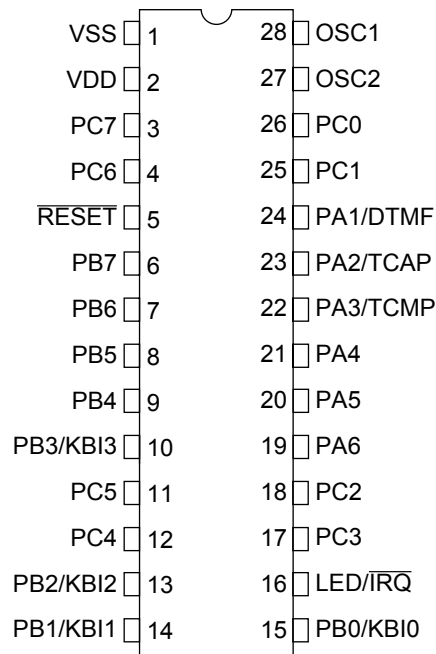 VSS 1 28 OSC1
VDD 2 27 OSC2
PC7 3 26 PC0
PC6 4 25 PC1
RESET 5 24 PA1/DTMF
PB7 6 23 PA2/TCAP
PB6 7 22 PA3/TCMP
PB5 8 21 PA4
PB4 9 20 PA5
PB3/KBI3 10 19 PA6
PC5 11 18 PC2
PC4 12 17 PC3
PB2/KBI2 13 16 LED/IRQ
PB1/KBI1 14 15 PB0/KBI0